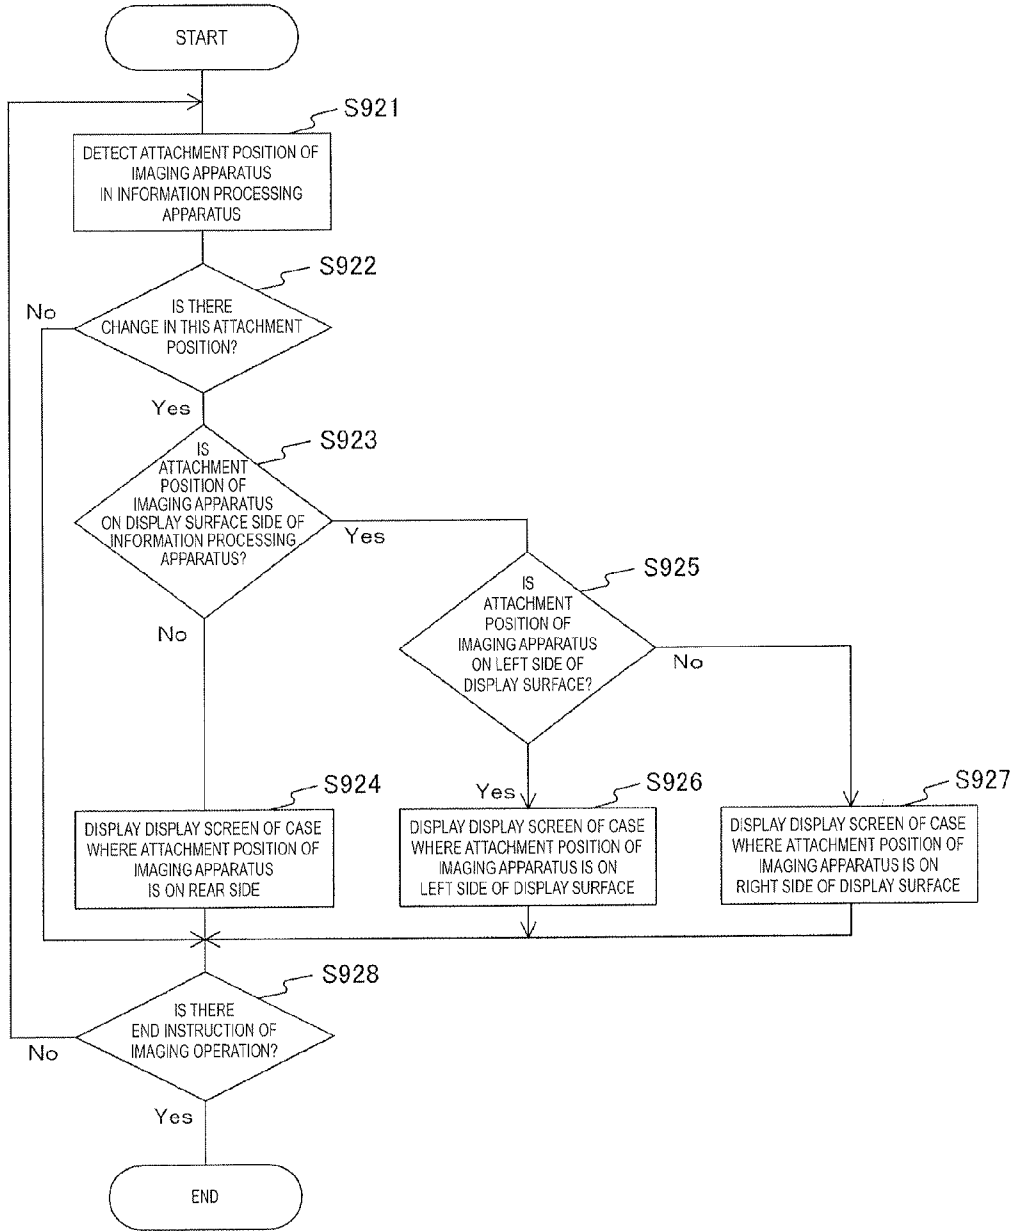 START
S921
DETECT ATTACHMENT POSITION OF
IMAGING APPARATUS
IN INFORMATION PROCESSING
APPARATUS
S922
No
IS THERE
CHANGE IN THIS ATTACHMENT
POSITION?
Yes
S923
IS
ATTACHMENT
POSITION OF
IMAGING APPARATUS
ON DISPLAY SURFACE SIDE OF
INFORMATION PROCESSING
APPARATUS?
Yes
No
S925
IS
ATTACHMENT
POSITION OF
IMAGING APPARATUS
ON LEFT SIDE OF
DISPLAY SURFACE?
No
Yes
S924
DISPLAY DISPLAY SCREEN OF CASE
WHERE ATTACHMENT POSITION OF
IMAGING APPARATUS
IS ON REAR SIDE
S926
DISPLAY DISPLAY SCREEN OF CASE
WHERE ATTACHMENT POSITION OF
IMAGING APPARATUS IS ON
LEFT SIDE OF DISPLAY SURFACE
S927
DISPLAY DISPLAY SCREEN OF CASE
WHERE ATTACHMENT POSITION OF
IMAGING APPARATUS IS ON
RIGHT SIDE OF DISPLAY SURFACE
S928
IS THERE
END INSTRUCTION OF
IMAGING OPERATION?
No
Yes
END